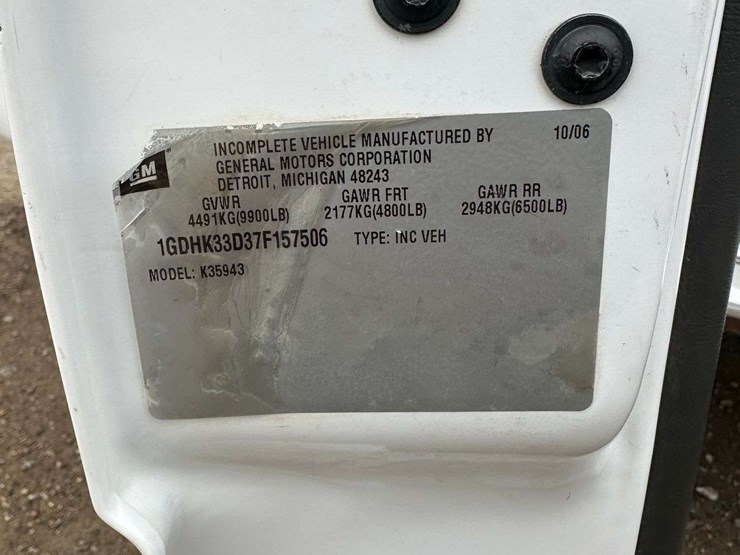 GM
INCOMPLETE VEHICLE MANUFACTURED BY 10/06
GENERAL MOTORS CORPORATION
DETROIT, MICHIGAN 48243
GVWR GAWR FRT GAWR RR
4491KG(9900LB) 2177KG(4800LB) 2948KG(6500LB)
1GDHK33D37F157506 TYPE: INC VEH
MODEL: K35943